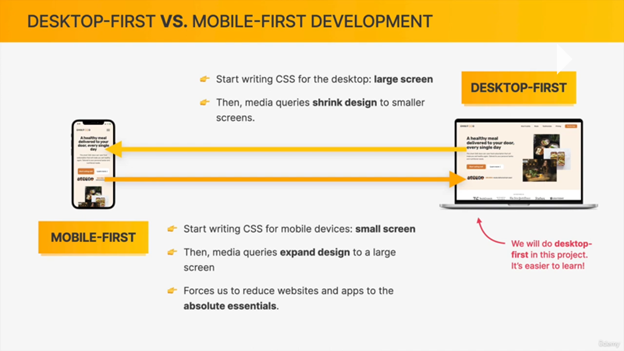 DESKTOP-FIRST VS. MOBILE-FIRST DEVELOPMENT
👉 Start writing CSS for the desktop: large screen
👉 Then, media queries shrink design to smaller
screens.
DESKTOP-FIRST
A healthy meal
delivered to your
door, every single
day
A healthy meal
delivered to your door,
every single day
MOBILE-FIRST
👉 Start writing CSS for mobile devices: small screen
👉 Then, media queries expand design to a large
screen
👉 Forces us to reduce websites and apps to the
absolute essentials.
We will do desktop-
first in this project.
It's easier to learn!
Udemy